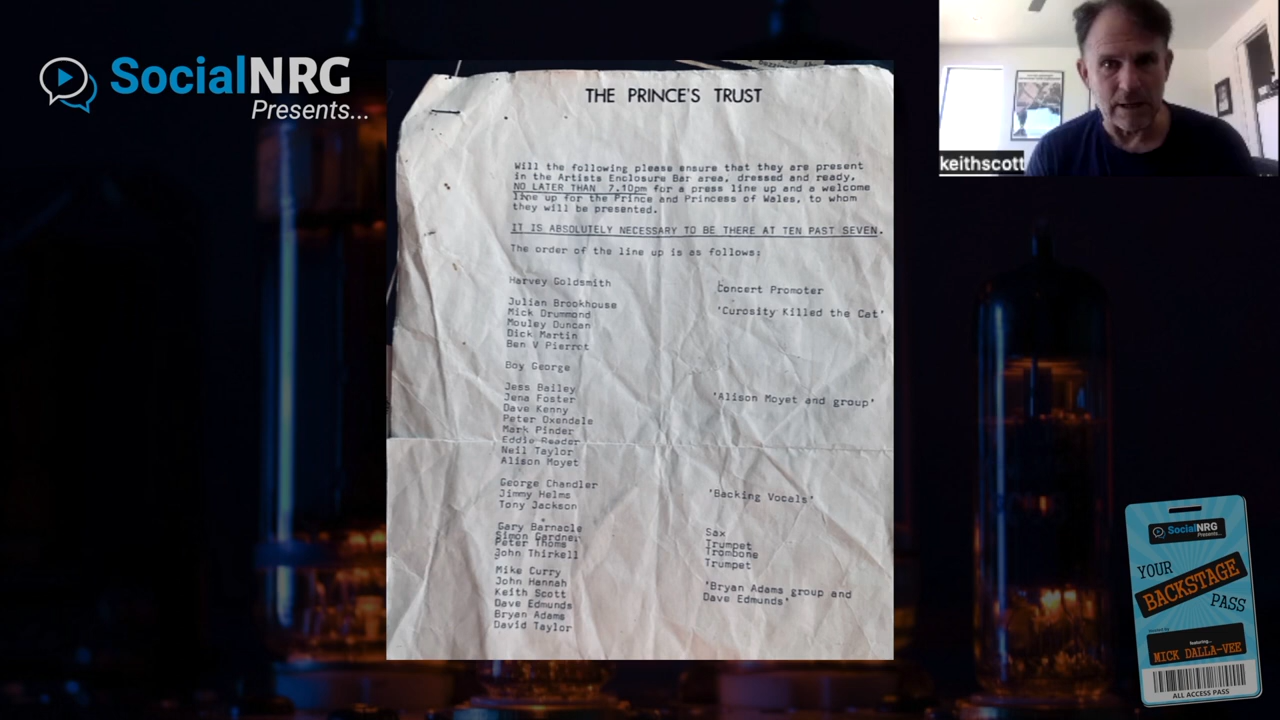 SocialNRG
Presents...
THE PRINCE'S TRUST
Will the following please ensure that they are present
in the Artists Enclosure Bar area, dressed and ready,
NO LATER THAN 7.10pm for a press line up and a welcome
line up for the Prince and Princess of Wales, to whom
they will be presented.
IT IS ABSOLUTELY NECESSARY TO BE THERE AT TEN PAST SEVEN.
The order of the line up is as follows:
Harvey Goldsmith Concert Promoter
Julian Brookhouse 'Curosity Killed the Cat'
Mick Drummond
Mouley Duncan
Dick Martin
Ben V Pierrot
Boy George
Jess Bailey 'Alison Moyet and group'
Jena Foster
Dave Kenny
Peter Oxendale
Mark Pinder
Eddie Reader
Neil Taylor
Alison Moyet
George Chandler 'Backing Vocals'
Jimmy Helms
Tony Jackson
Gary Barnacle Sax
Simon Gardner Trumpet
Peter Thoms Trombone
John Thirkell Trumpet
Mike Curry 'Bryan Adams group and
John Hannah Dave Edmunds'
Keith Scott
Dave Edmunds
Bryan Adams
David Taylor
keithscott
SocialNRG
Presents...
YOUR
BACKSTAGE
PASS
featuring...
MICK DALLA-VEE
ALL ACCESS PASS